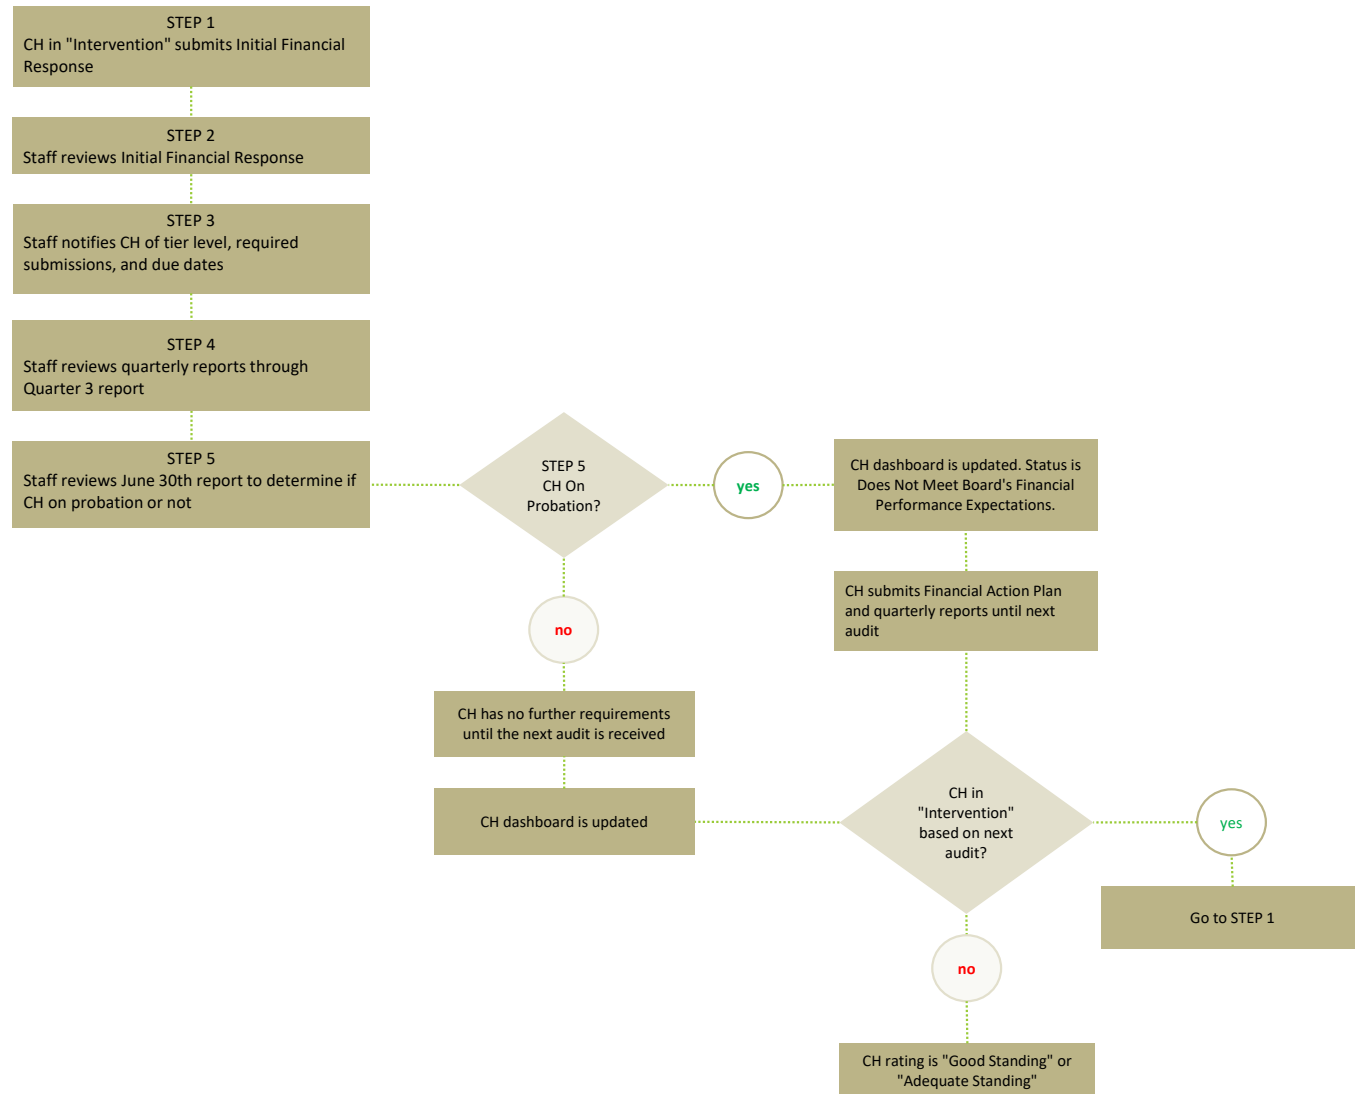 STEP 1
CH in "Intervention" submits Initial Financial
Response
STEP 2
Staff reviews Initial Financial Response
STEP 3
Staff notifies CH of tier level, required
submissions, and due dates
STEP 4
Staff reviews quarterly reports through
Quarter 3 report
STEP 5
Staff reviews June 30th report to determine if
CH on probation or not
STEP 5
CH On
Probation?
yes
CH dashboard is updated. Status is
Does Not Meet Board's Financial
Performance Expectations.
CH submits Financial Action Plan
and quarterly reports until next
audit
no
CH has no further requirements
until the next audit is received
CH dashboard is updated
CH in
"Intervention"
based on next
audit?
yes
Go to STEP 1
no
CH rating is "Good Standing" or
"Adequate Standing"